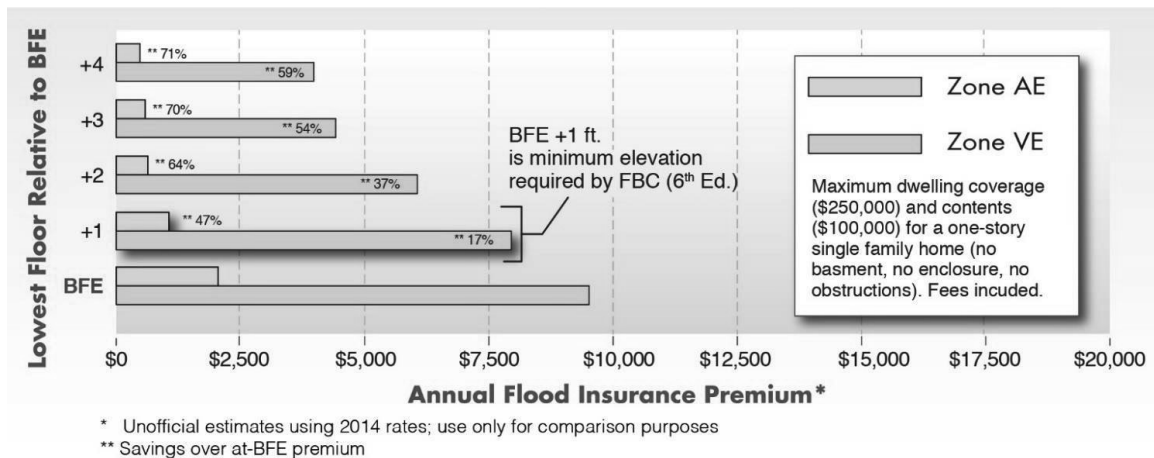 Lowest Floor Relative to BFE
+4
** 71%
** 59%
+3
** 70%
** 54%
+2
** 64%
** 37%
+1
** 47%
** 17%
BFE
BFE +1 ft.
is minimum elevation
required by FBC (6th Ed.)
Zone AE
Zone VE
Maximum dwelling coverage
($250,000) and contents
($100,000) for a one-story
single family home (no
basment, no enclosure, no
obstructions). Fees incuded.
$0 $2,500 $5,000 $7,500 $10,000 $12,500 $15,000 $17,500 $20,000
Annual Flood Insurance Premium*
* Unofficial estimates using 2014 rates; use only for comparison purposes
** Savings over at-BFE premium